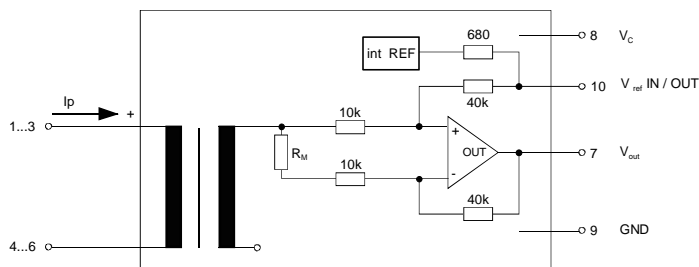 680
8 V_C
int REF
Ip
10 V_ref IN / OUT
+
10k
40k
1...3
+
R_M
OUT
7 V_out
10k
-
40k
9 GND
4...6